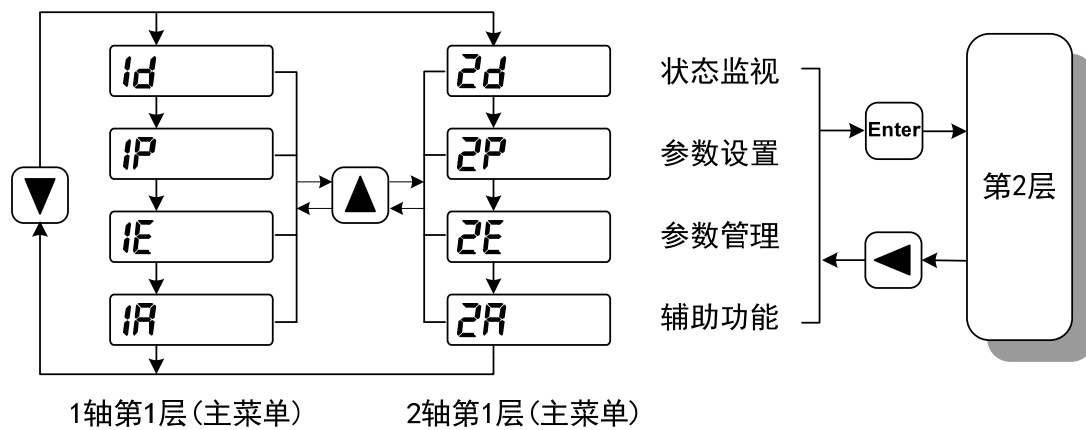 1d 2d 状态监视
Enter
1P 2P 参数设置
第2层
1E 2E 参数管理
1A 2A 辅助功能
1轴第1层(主菜单) 2轴第1层(主菜单)